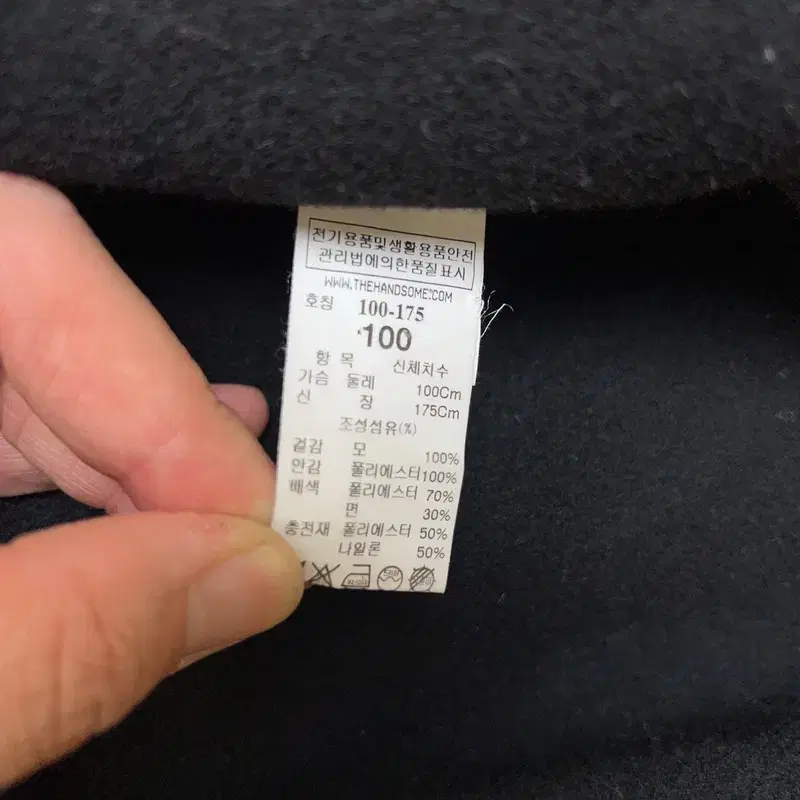 전기용품및생활용품안전
관리법에의한품질표시
WWW.THEHANDSOME.COM
호칭 100-175
100
항 목 신체치수
가슴 둘레 100Cm
신 장 175Cm
조성섬유(%)
겉감 모 100%
안감 폴리에스터 100%
배색 폴리에스터 70%
면 30%
충전재 폴리에스터 50%
나일론 50%